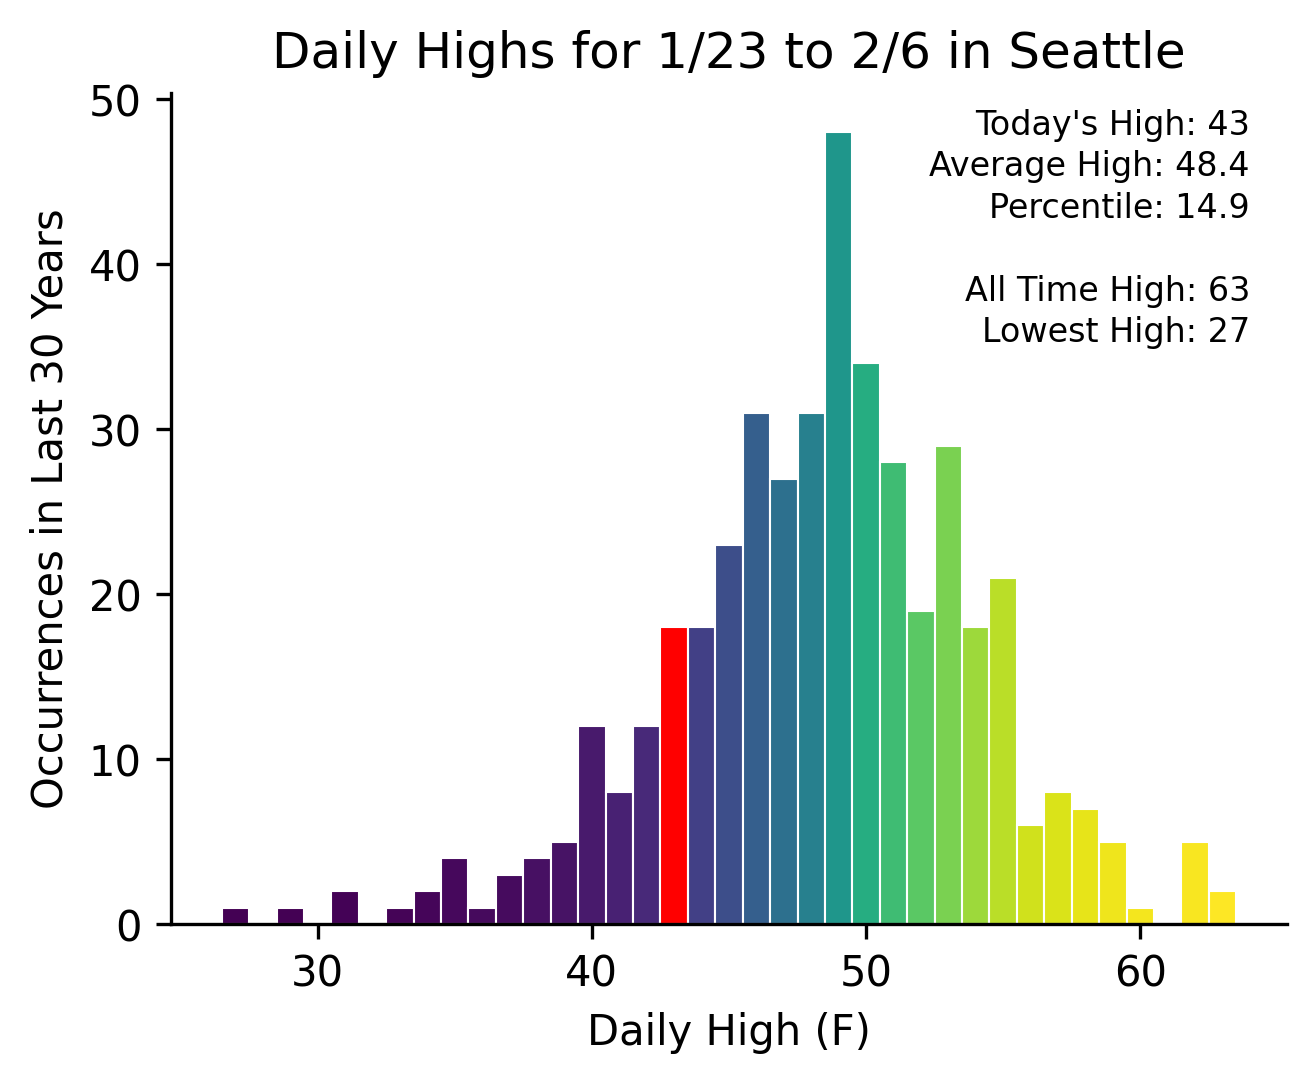 Daily Highs for 1/23 to 2/6 in Seattle
Today's High: 43
Average High: 48.4
Percentile: 14.9
All Time High: 63
Lowest High: 27
Occurrences in Last 30 Years
50
40
30
20
10
0
30 40 50 60
Daily High (F)